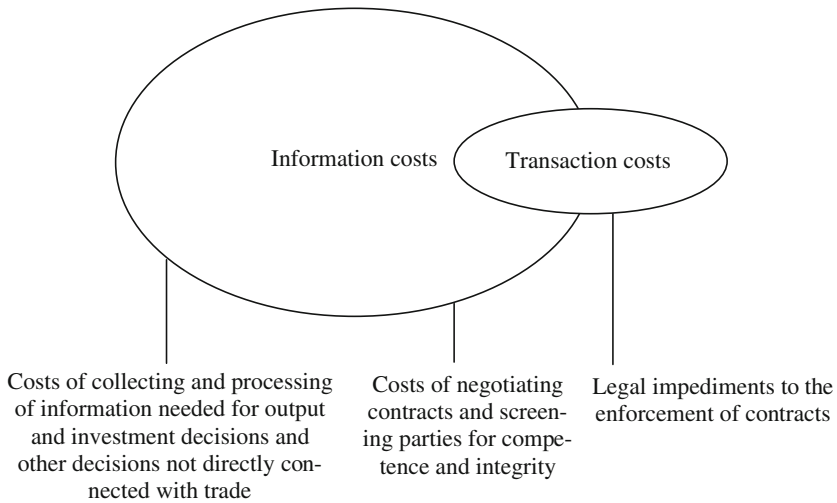 Information costs
Transaction costs
Costs of collecting and processing
of information needed for output
and investment decisions and
other decisions not directly con-
nected with trade
Costs of negotiating
contracts and screen-
ing parties for compe-
tence and integrity
Legal impediments to the
enforcement of contracts